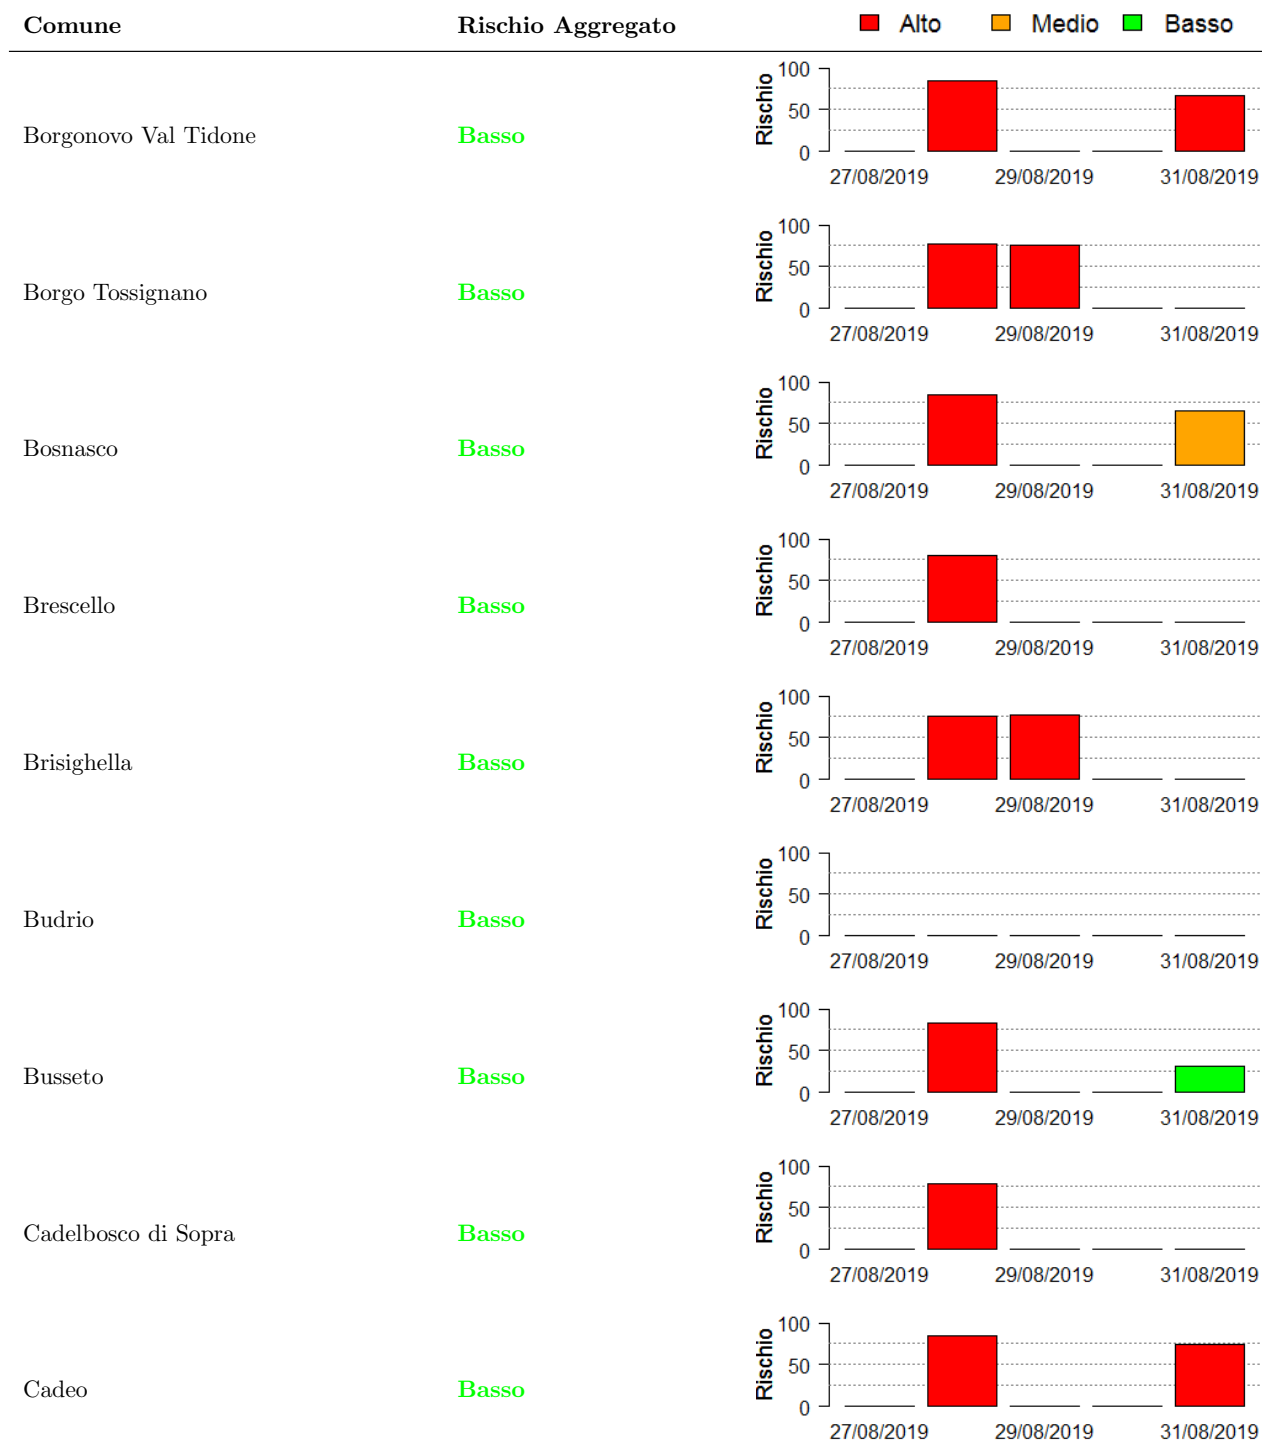 Comune Rischio Aggregato Alto Medio Basso
100
50
0
Rischio
Borgonovo Val Tidone Basso
27/08/2019 29/08/2019 31/08/2019
100
50
0
Rischio
Borgo Tossignano Basso
27/08/2019 29/08/2019 31/08/2019
100
50
0
Rischio
Bosnasco Basso
27/08/2019 29/08/2019 31/08/2019
100
50
0
Rischio
Brescello Basso
27/08/2019 29/08/2019 31/08/2019
100
50
0
Rischio
Brisighella Basso
27/08/2019 29/08/2019 31/08/2019
100
50
0
Rischio
Budrio Basso
27/08/2019 29/08/2019 31/08/2019
100
50
0
Rischio
Busseto Basso
27/08/2019 29/08/2019 31/08/2019
100
50
0
Rischio
Cadelbosco di Sopra Basso
27/08/2019 29/08/2019 31/08/2019
100
50
0
Rischio
Cadeo Basso
27/08/2019 29/08/2019 31/08/2019